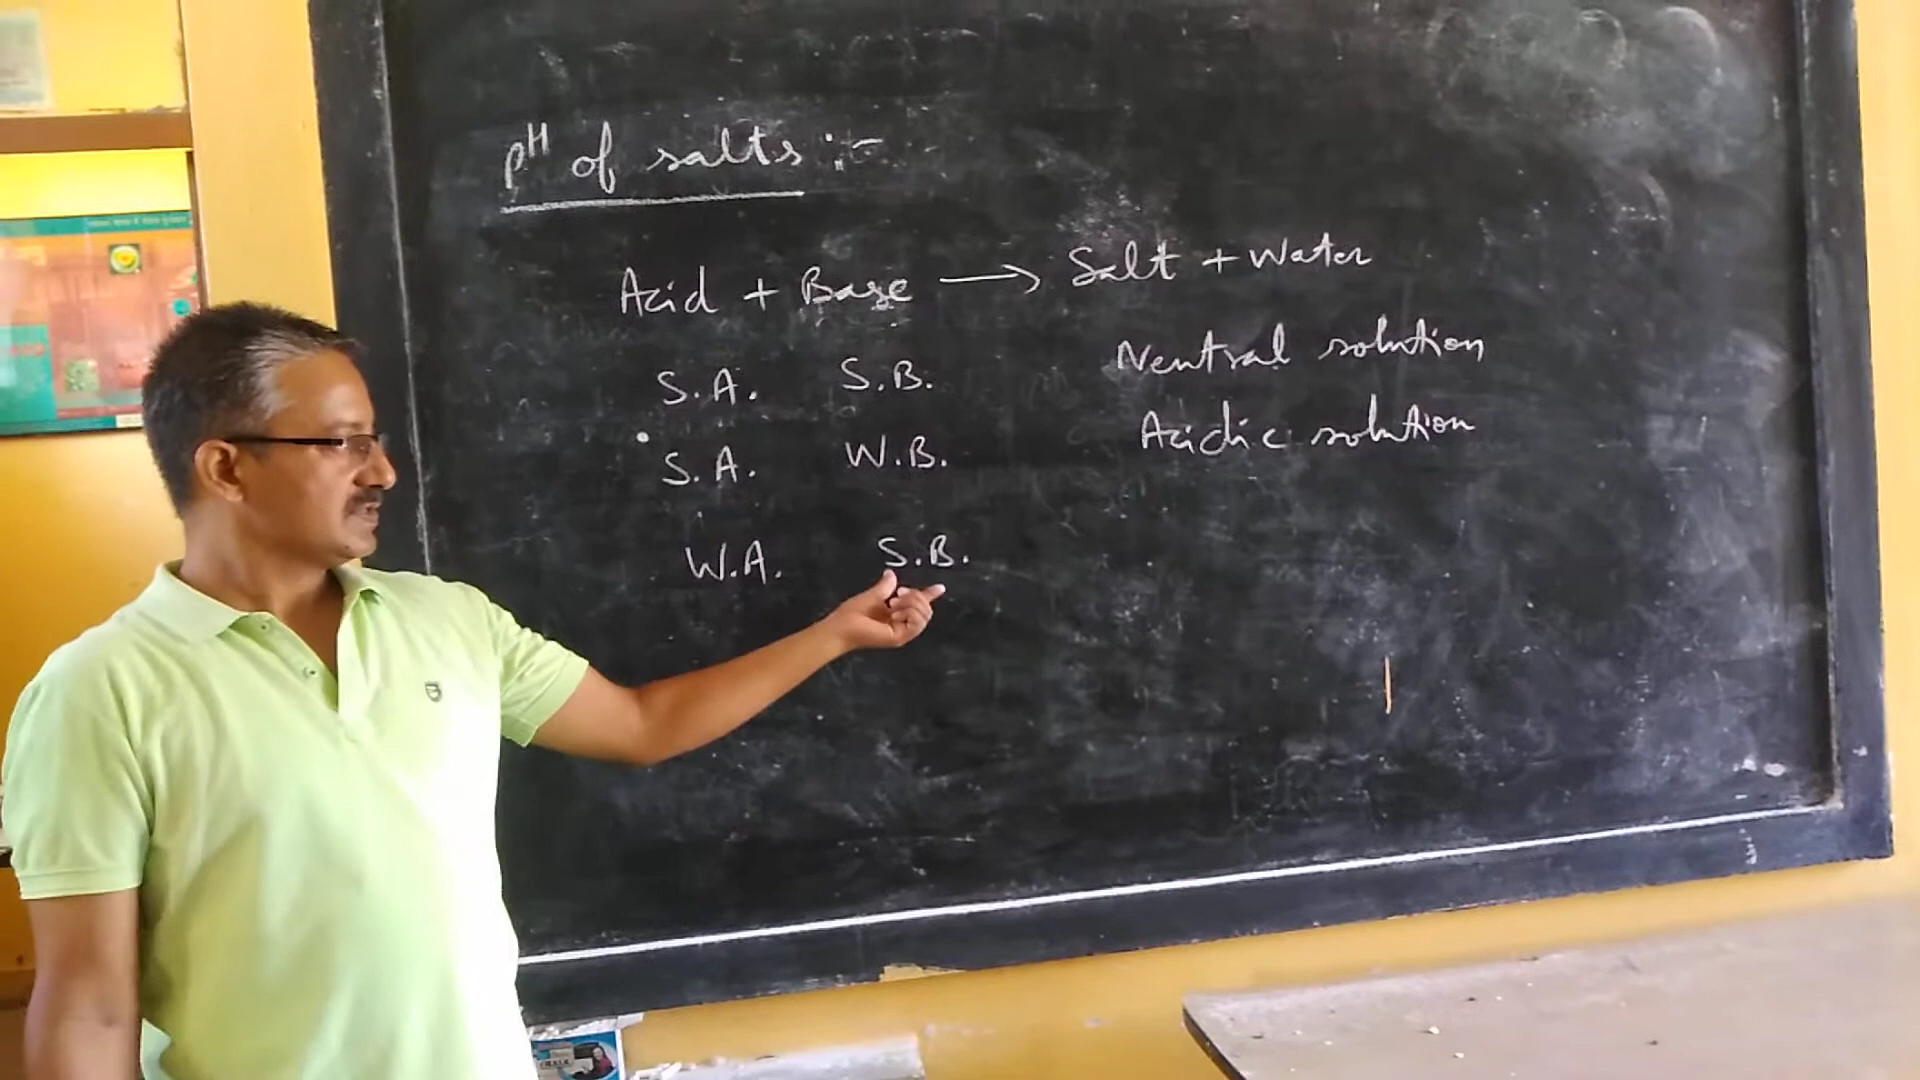 pH of salts :-
Acid + Base → Salt + Water
S.A. S.B. Neutral solution
S.A. W.B. Acidic solution
W.A. S.B.